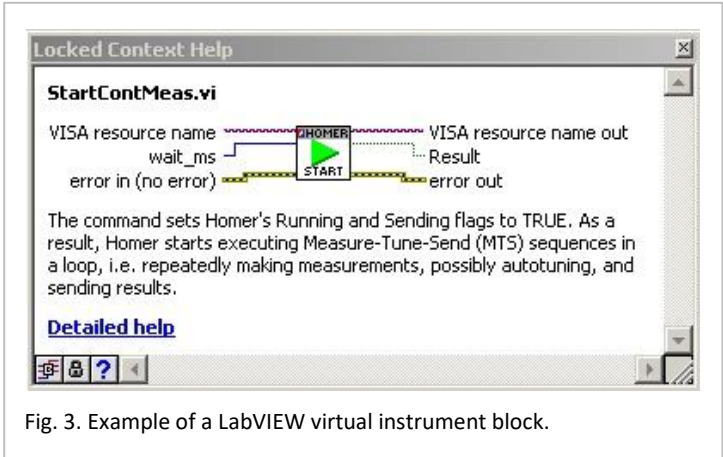 Locked Context Help
StartContMeas.vi
VISA resource name HOMER VISA resource name out
wait_ms Result
error in (no error) START error out
The command sets Homer's Running and Sending flags to TRUE. As a
result, Homer starts executing Measure-Tune-Send (MTS) sequences in
a loop, i.e. repeatedly making measurements, possibly autotuning, and
sending results.
Detailed help
?
Fig. 3. Example of a LabVIEW virtual instrument block.